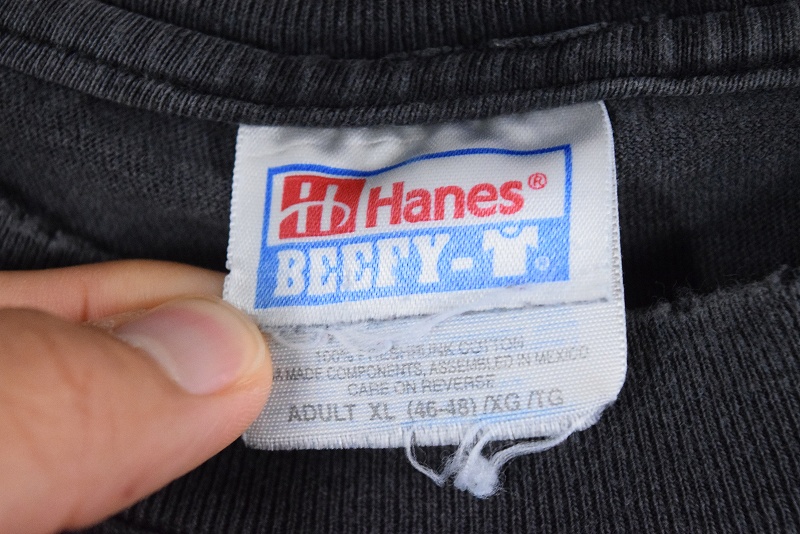 Hanes®
BEEFY-T
100% PRESHRUNK COTTON
MADE COMPONENTS, ASSEMBLED IN MEXICO
CARE ON REVERSE
ADULT XL (46-48) /XG /TG